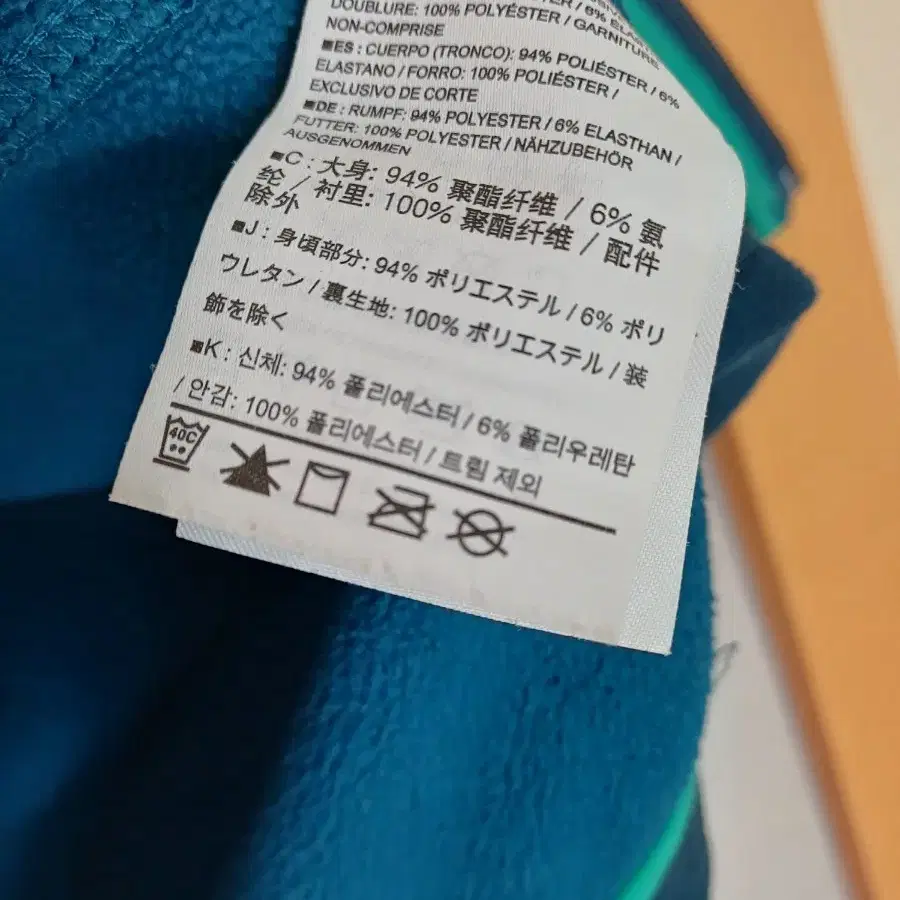 DOUBLURE: 100% POLYÉSTER / GARNITURE
NON-COMPRISE
■ES : CUERPO (TRONCO): 94% POLIÉSTER / 6%
ELASTANO / FORRO: 100% POLIÉSTER /
EXCLUSIVO DE CORTE
■DE : RUMPF: 94% POLYESTER / 6% ELASTHAN /
FUTTER: 100% POLYESTER / NÄHZUBEHÖR
AUSGENOMMEN
■C : 大身: 94% 聚酯纤维 / 6% 氨
纶 / 衬里: 100% 聚酯纤维 / 配件
除外
■J : 身頃部分: 94% ポリエステル / 6% ポリ
ウレタン / 裏生地: 100% ポリエステル / 装
飾を除く
■K : 신체: 94% 폴리에스터 / 6% 폴리우레탄
/ 안감: 100% 폴리에스터 / 트림 제외
40C